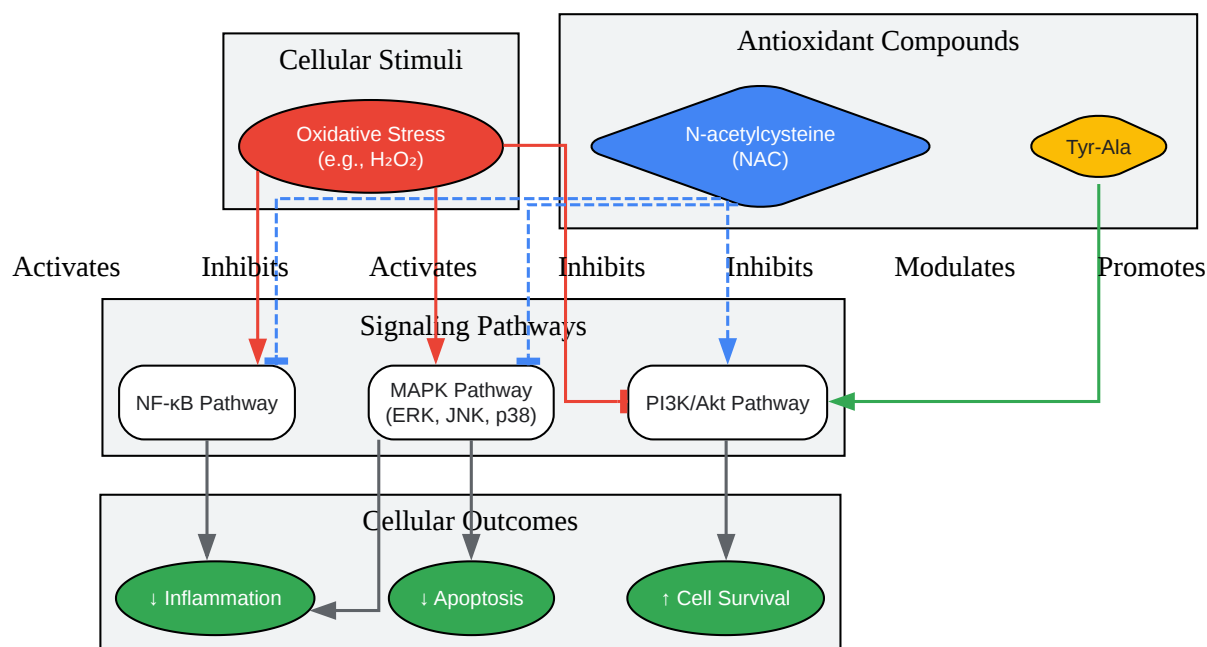 Antioxidant Compounds
Cellular Stimuli
Oxidative Stress
(e.g., H₂O₂)
N-acetylcysteine
(NAC)
Tyr-Ala
Activates
Inhibits
Activates
Inhibits
Inhibits
Modulates
Promotes
Signaling Pathways
NF-κB Pathway
MAPK Pathway
(ERK, JNK, p38)
PI3K/Akt Pathway
Cellular Outcomes
↓ Inflammation
↓ Apoptosis
↑ Cell Survival